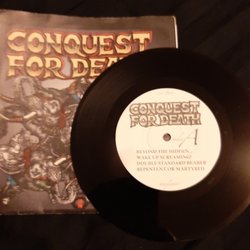 CONQUEST
FOR DEATH
CONQUEST
FOR DEATH
A
BEYOND THE HIDDEN...
WAKE UP SCREAMING!
DOUBLE STANDARD BEARER
REPENTENT OR MARTYRED